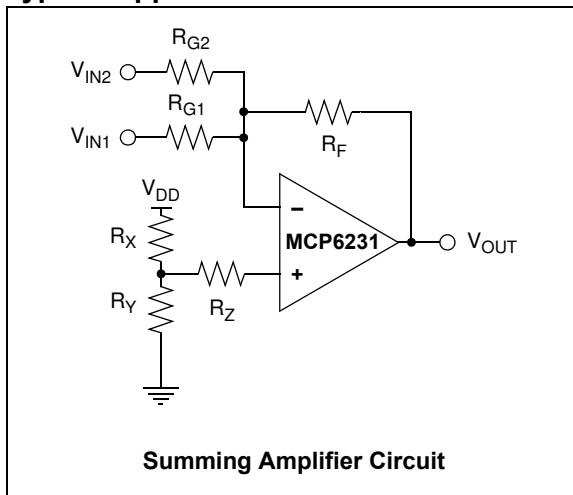 R_G2
V_IN2
R_G1
V_IN1
R_F
V_DD
–
R_X
MCP6231
V_OUT
+
R_Y
R_Z
Summing Amplifier Circuit